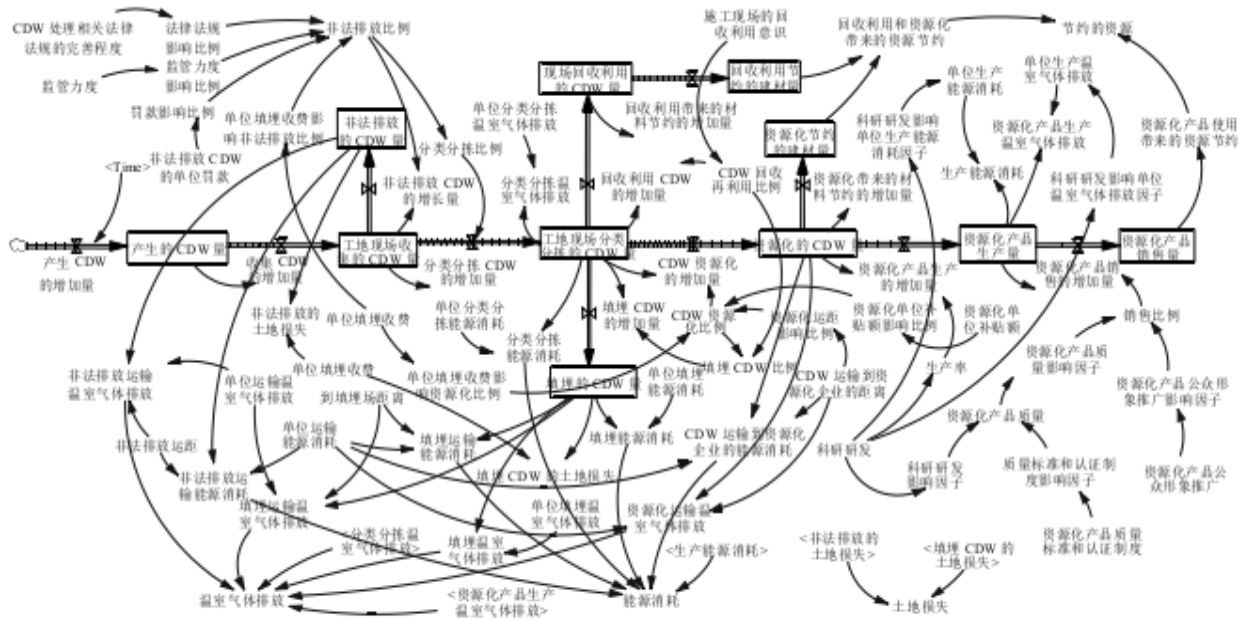 CDW 处理相关法律
法规的完善程度
法律法规
影响比例
非法排放比例
施工现场的回
收利用意识
回收利用和资源化
带来的资源节约
节约的资源
监管力度
监管力度
影响比例
现场回收利用
的 CDW 量
回收利用节
约的建材量
单位生产
能源消耗
单位生产温
室气体排放
罚款影响比例
单位填埋收费影
响非法排放比例
非法排放
的 CDW 量
单位分类分拣
温室气体排放
回收利用带来的材
料节约的增加量
资源化节约
的建材量
科研研发影响
单位生产能源
消耗因子
资源化产品生产
温室气体排放
资源化产品使用
带来的资源节约
<Time>
非法排放 CDW
的单位罚款
分类分拣比例
非法排放 CDW
的增长量
分类分拣温
室气体排放
回收利用 CDW
的增加量
CDW 回收
再利用比例
资源化带来的材
料节约的增加量
生产能源消耗
科研研发影响单位
温室气体排放因子
产生 CDW
的增加量
产生的 CDW 量
收集 CDW
的增加量
工地现场收
集的 CDW 量
分类分拣 CDW
的增加量
工地现场分类
分拣的 CDW 量
CDW 资源化
的增加量
资源化的 CDW 量
资源化产品生产
的增加量
资源化产品
生产量
资源化产品销
售的增加量
资源化产品
销售量
非法排放的
土地损失
单位填埋收费
单位分类分
拣能源消耗
分类分拣
能源消耗
填埋 CDW
的增加量
CDW 资源
化比例
资源化运距
影响比例
资源化单位补
贴额影响比例
资源化单
位补贴额
销售比例
非法排放运输
温室气体排放
单位运输温
室气体排放
单位填埋收费
到填埋场距离
单位填埋收费影
响资源化比例
填埋的 CDW 量
单位填埋
能源消耗
填埋 CDW 比例
CDW 运输到资
源化企业的距离
生产率
资源化产品质
量影响因子
资源化产品公众形
象推广影响因子
非法排放运距
单位运输
能源消耗
填埋运输
能源消耗
填埋能源消耗
CDW 运输到资源化
企业的能源消耗
科研研发
资源化产品质量
非法排放运
输能源消耗
填埋 CDW 的土地损失
科研研发
影响因子
质量标准和认证制
度影响因子
资源化产品公
众形象推广
填埋运输温
室气体排放
单位填埋温
室气体排放
资源化运输温
室气体排放
<分类分拣温
室气体排放>
填埋温室
气体排放
<生产能源消耗>
<非法排放的
土地损失>
<填埋 CDW 的
土地损失>
资源化产品质量
标准和认证制度
温室气体排放
<资源化产品生产
温室气体排放>
能源消耗
土地损失